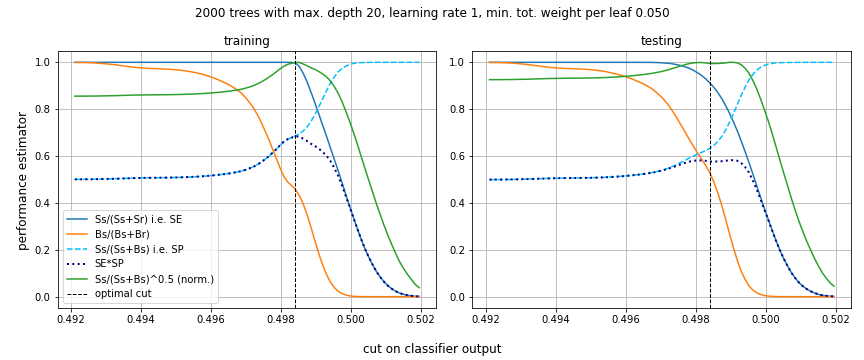 2000 trees with max. depth 20, learning rate 1, min. tot. weight per leaf 0.050
training
testing
performance estimator
1.0
0.8
0.6
0.4
0.2
0.0
Ss/(Ss+Sr) i.e. SE
Bs/(Bs+Br)
Ss/(Ss+Bs) i.e. SP
SE*SP
Ss/(Ss+Bs)^0.5 (norm.)
optimal cut
0.492 0.494 0.496 0.498 0.500 0.502
1.0
0.8
0.6
0.4
0.2
0.0
0.492 0.494 0.496 0.498 0.500 0.502
cut on classifier output